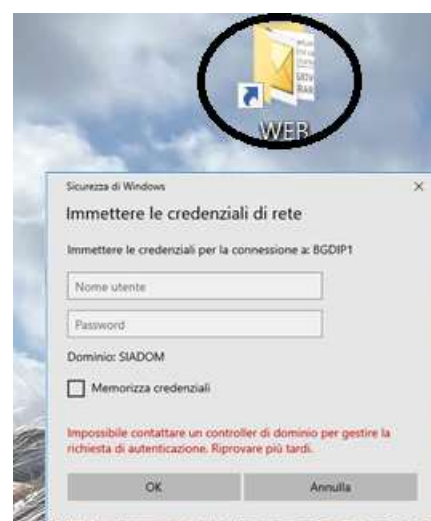 WEB
Sicurezza di Windows
Immettere le credenziali di rete
Immettere le credenziali per la connessione a: BGDIP1
Nome utente
Password
Dominio: SIADOM
Memorizza credenziali
Impossibile contattare un controller di dominio per gestire la
richiesta di autenticazione. Riprovare più tardi.
OK
Annulla